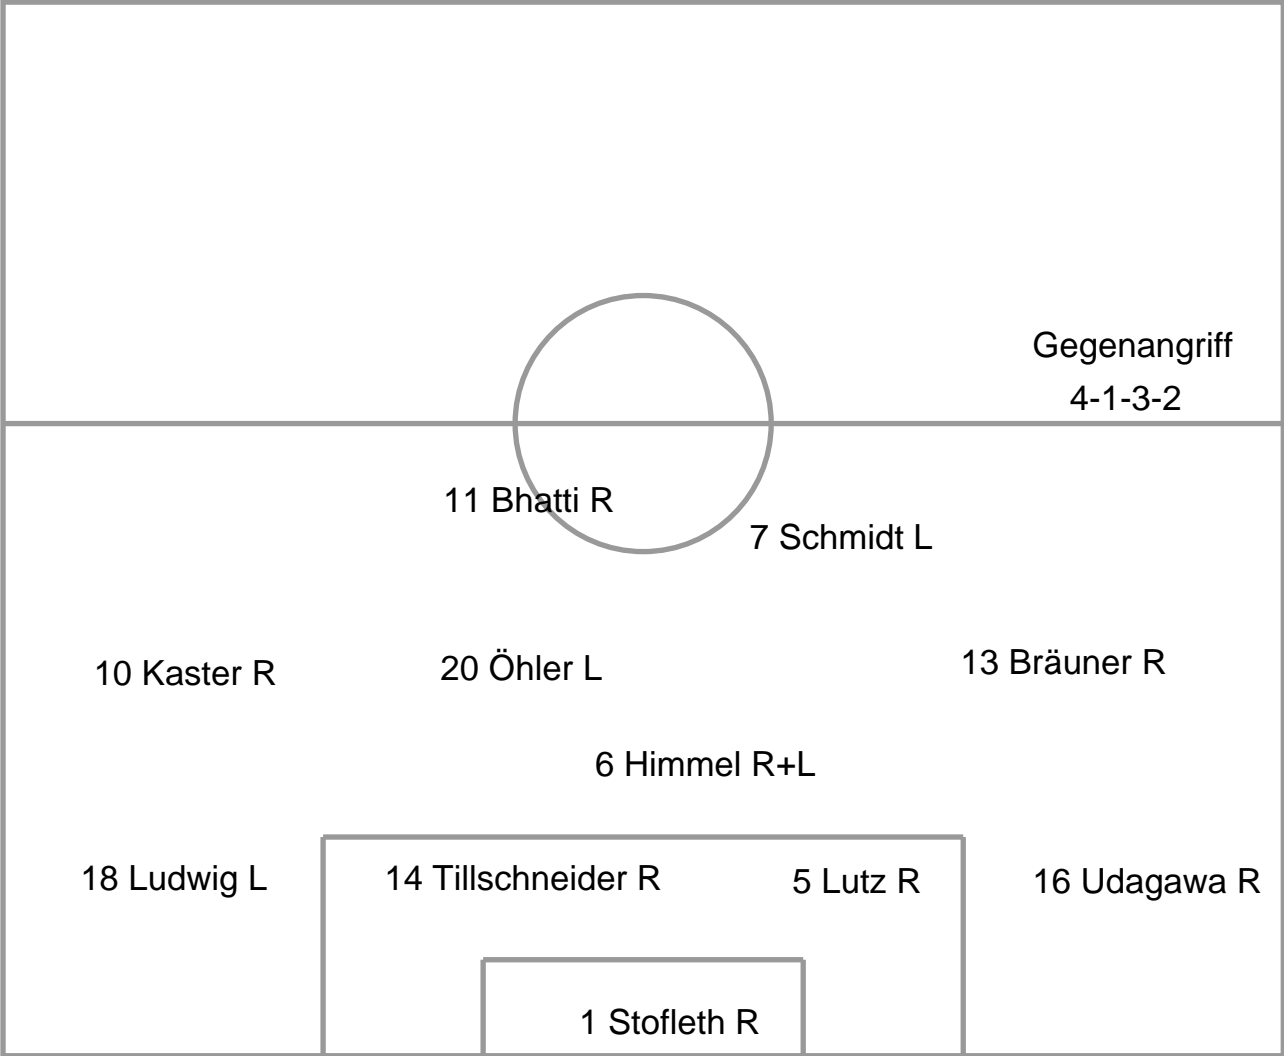 Gegenangriff
4-1-3-2
11 Bhatti R
7 Schmidt L
10 Kaster R
20 Öhler L
13 Bräuner R
6 Himmel R+L
18 Ludwig L
14 Tillschneider R
5 Lutz R
16 Udagawa R
1 Stofleth R